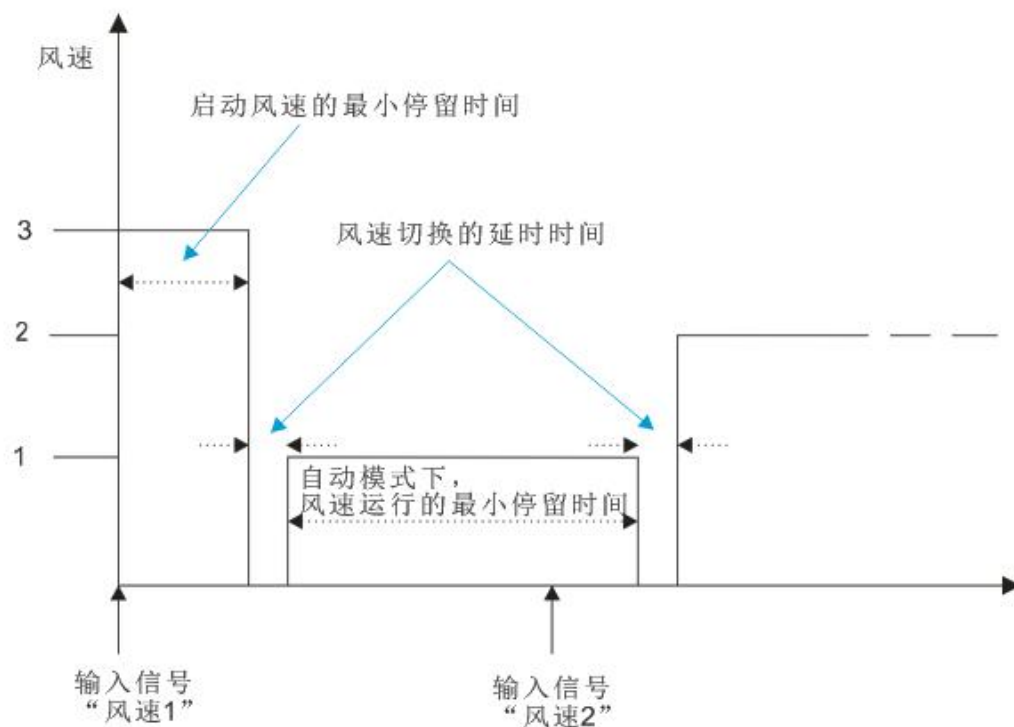 风速
启动风速的最小停留时间
3
风速切换的延时时间
2
1
自动模式下，
风速运行的最小停留时间
输入信号
“风速1”
输入信号
“风速2”